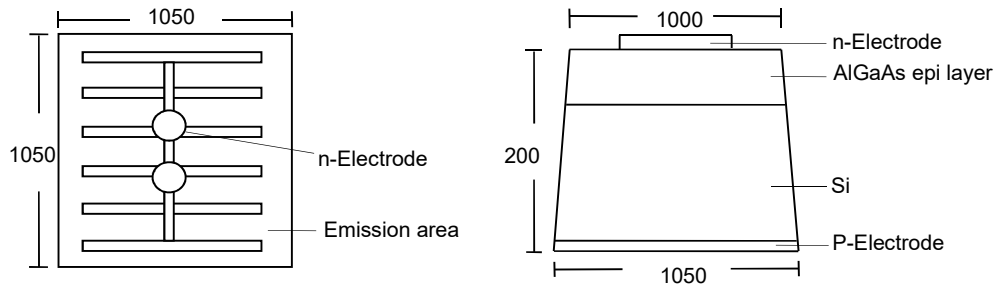 1050
1050
n-Electrode
Emission area
1000
n-Electrode
AlGaAs epi layer
200
Si
P-Electrode
1050